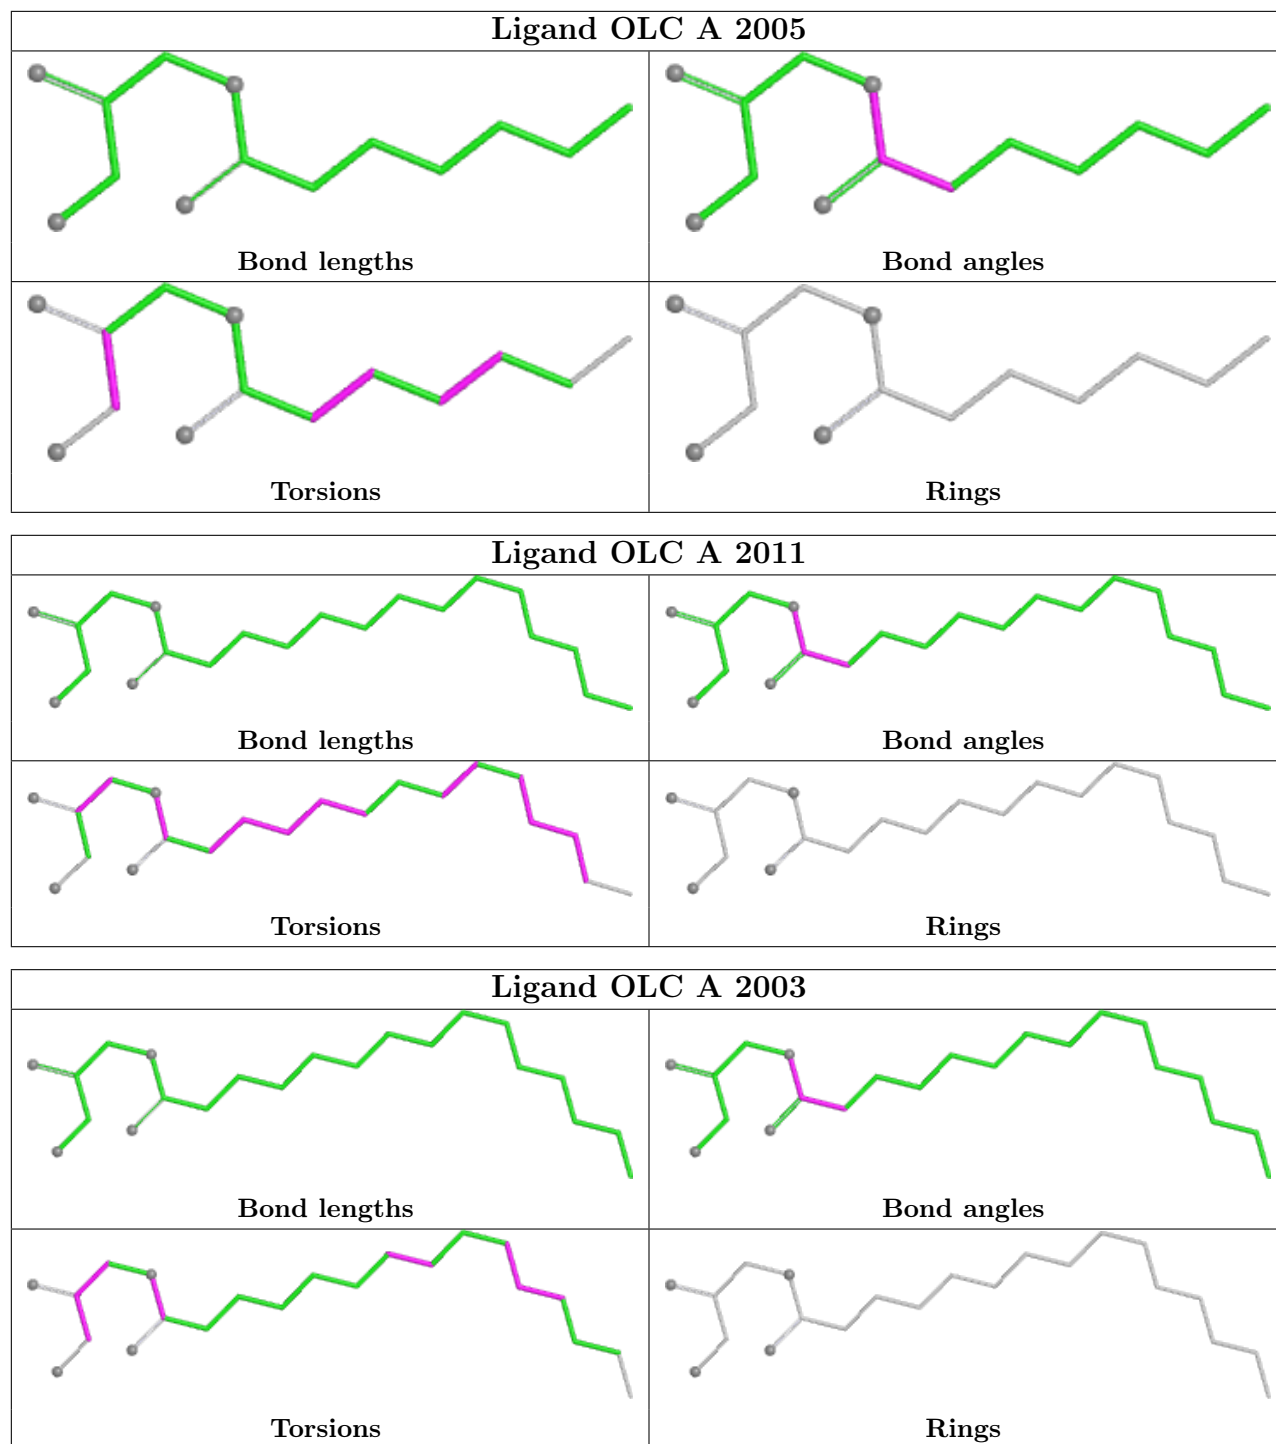 Ligand OLC A 2005
Bond lengths
Bond angles
Torsions
Rings
Ligand OLC A 2011
Bond lengths
Bond angles
Torsions
Rings
Ligand OLC A 2003
Bond lengths
Bond angles
Torsions
Rings